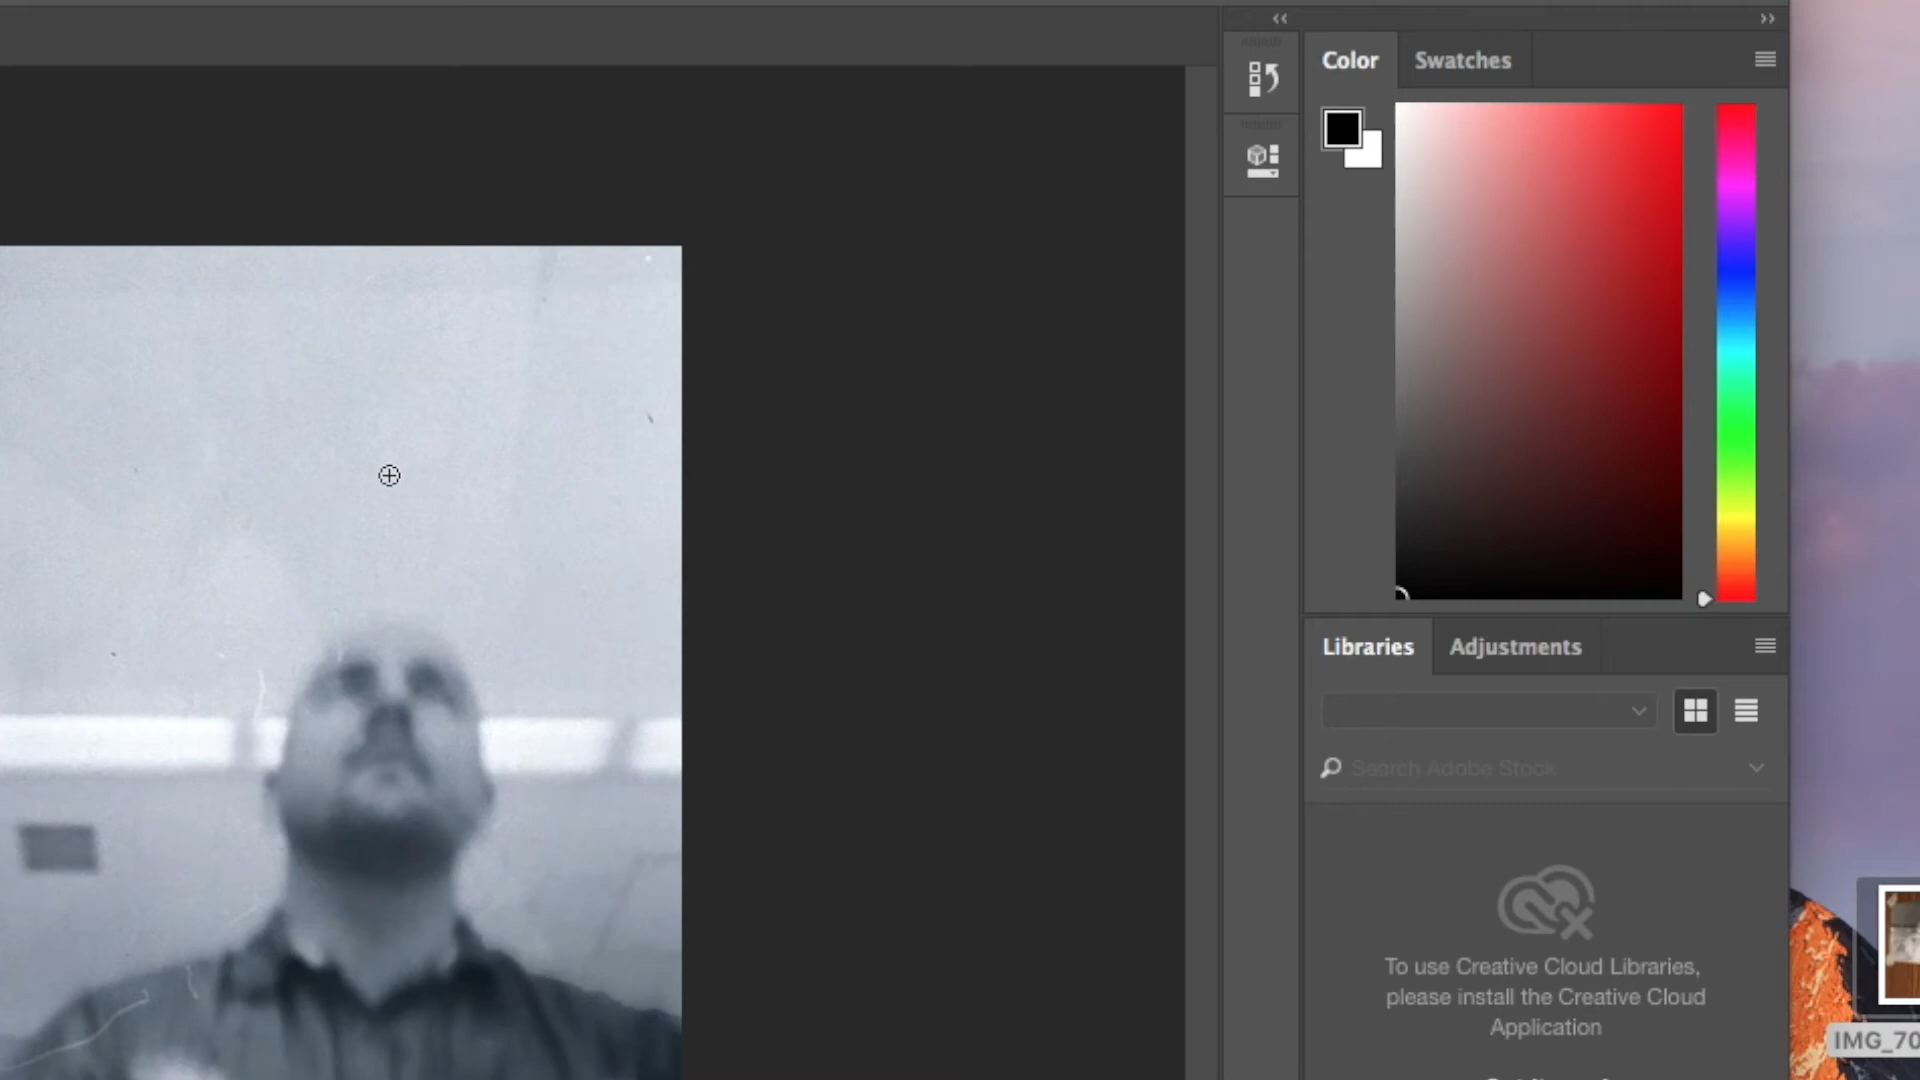 Color
Swatches
Libraries
Adjustments
Search Adobe Stock
To use Creative Cloud Libraries,
please install the Creative Cloud
Application
IMG_70